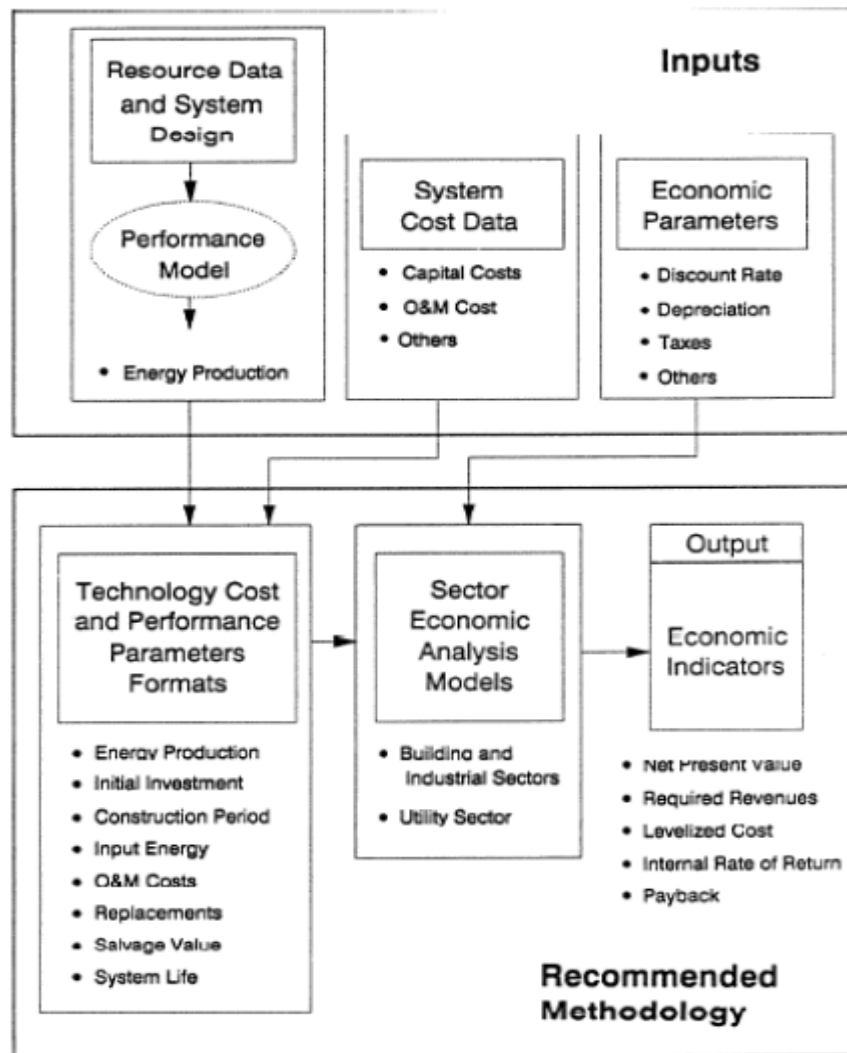 Inputs
Resource Data
and System
Design
Performance
Model
• Energy Production
System
Cost Data
• Capital Costs
• O&M Cost
• Others
Economic
Parameters
• Discount Rate
• Depreciation
• Taxes
• Others
Technology Cost
and Performance
Parameters
Formats
• Energy Production
• Initial Investment
• Construction Period
• Input Energy
• O&M Costs
• Replacements
• Salvage Value
• System Life
Sector
Economic
Analysis
Models
• Building and
Industrial Sectors
• Utility Sector
Output
Economic
Indicators
• Net Present Value
• Required Revenues
• Levelized Cost
• Internal Rate of Return
• Payback
Recommended
Methodology